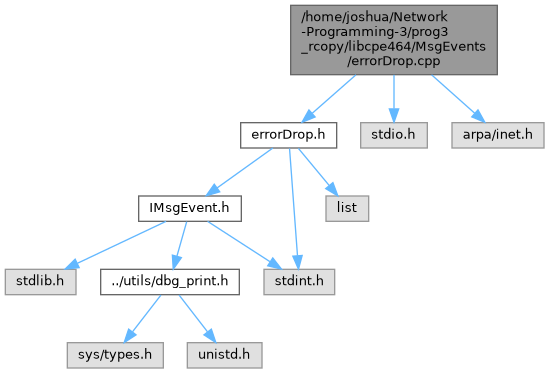 /home/joshua/Network
-Programming-3/prog3
_rcopy/libcpe464/MsgEvents
/errorDrop.cpp
errorDrop.h
stdio.h
arpa/inet.h
IMsgEvent.h
list
stdlib.h
../utils/dbg_print.h
stdint.h
sys/types.h
unistd.h